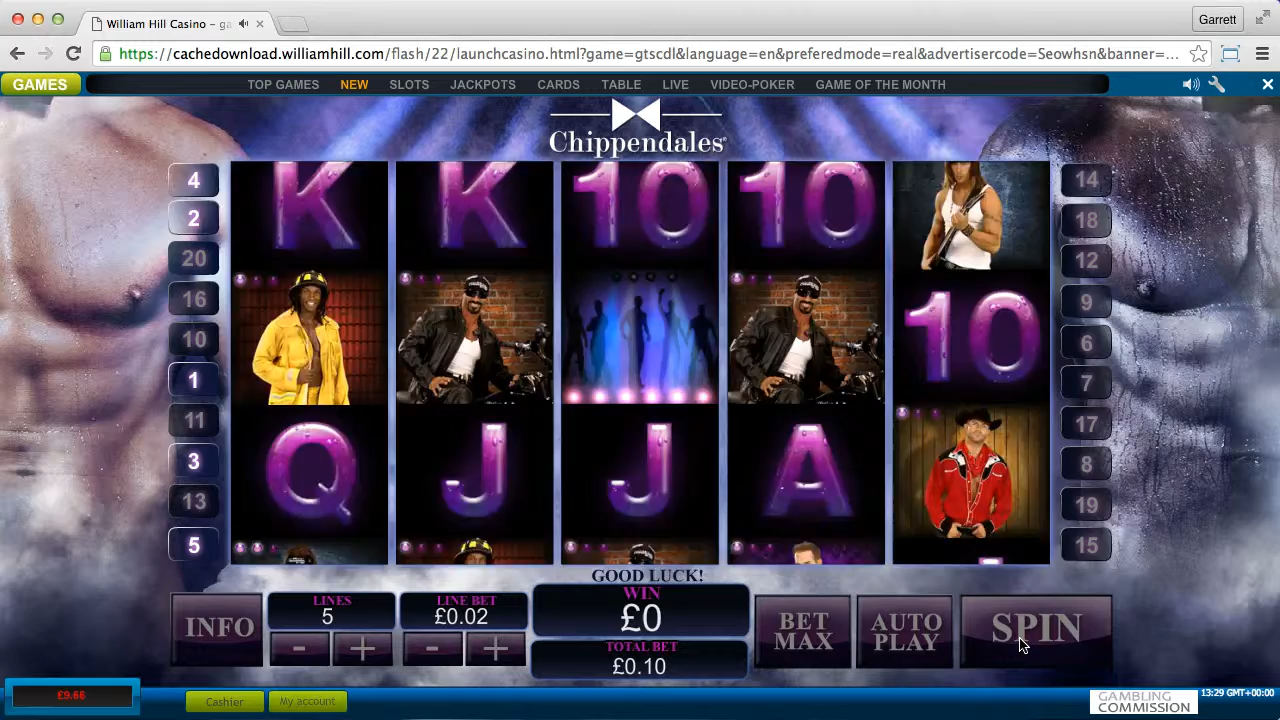 William Hill Casino – ga
Garrett
https://cachedownload.williamhill.com/flash/22/launchcasino.html?game=gtscdl&language=en&preferedmode=real&advertisercode=Seowhsn&banner=...
GAMES
TOP GAMES NEW SLOTS JACKPOTS CARDS TABLE LIVE VIDEO-POKER GAME OF THE MONTH
Chippendales
4 K K 10 10 14
2 18
20 12
16 10 9
10 6
1 7
11 17
3 Q J J A 8
13 19
5 15
GOOD LUCK!
INFO
LINES
5
- +
LINE BET
£0.02
- +
WIN
£0
TOTAL BET
£0.10
BET
MAX
AUTO
PLAY
SPIN
£9.66
Cashier
My account
GAMBLING
COMMISSION
13:29 GMT+00:00